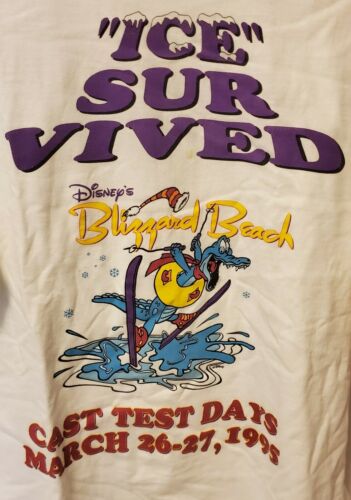 "ICE"
SUR
VIVED
Disney's
Blizzard Beach
CAST TEST DAYS
MARCH 26-27, 1995